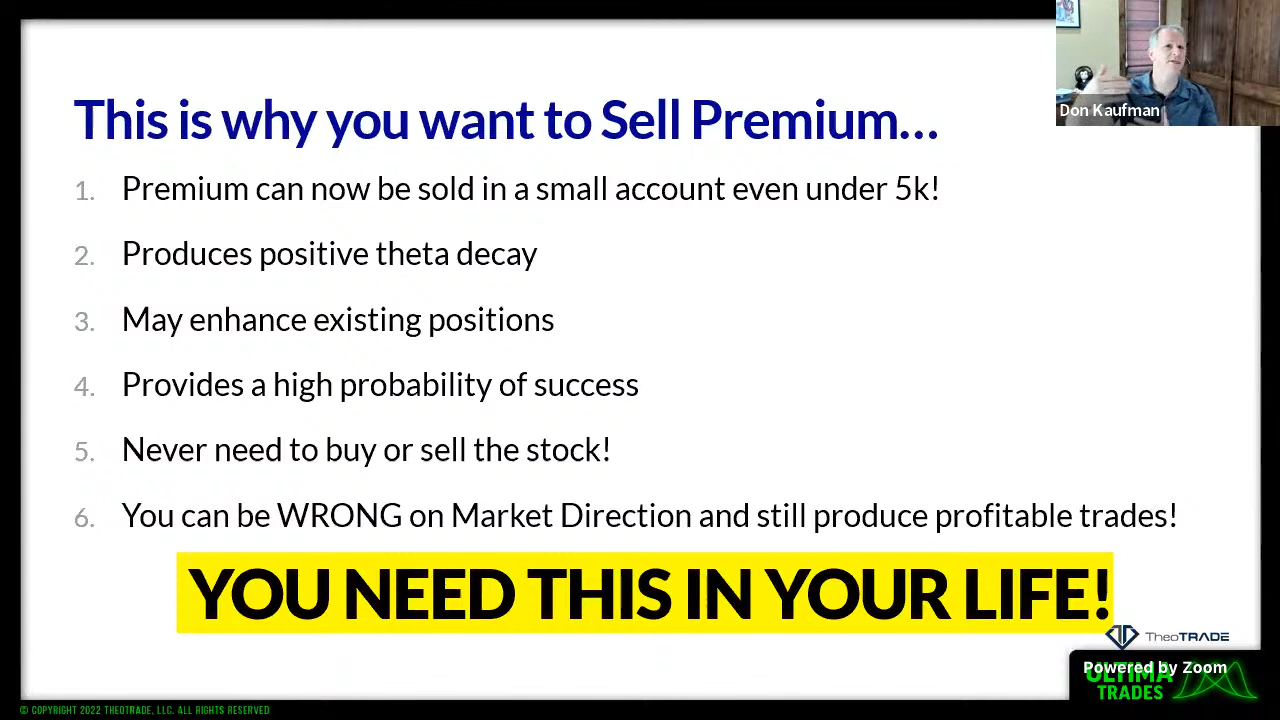 Don Kaufman
This is why you want to Sell Premium...
1. Premium can now be sold in a small account even under 5k!
2. Produces positive theta decay
3. May enhance existing positions
4. Provides a high probability of success
5. Never need to buy or sell the stock!
6. You can be WRONG on Market Direction and still produce profitable trades!
YOU NEED THIS IN YOUR LIFE!
TheoTRADE
Powered by Zoom
ULTIMA
TRADES
© COPYRIGHT 2022 THEOTRADE, LLC. ALL RIGHTS RESERVED